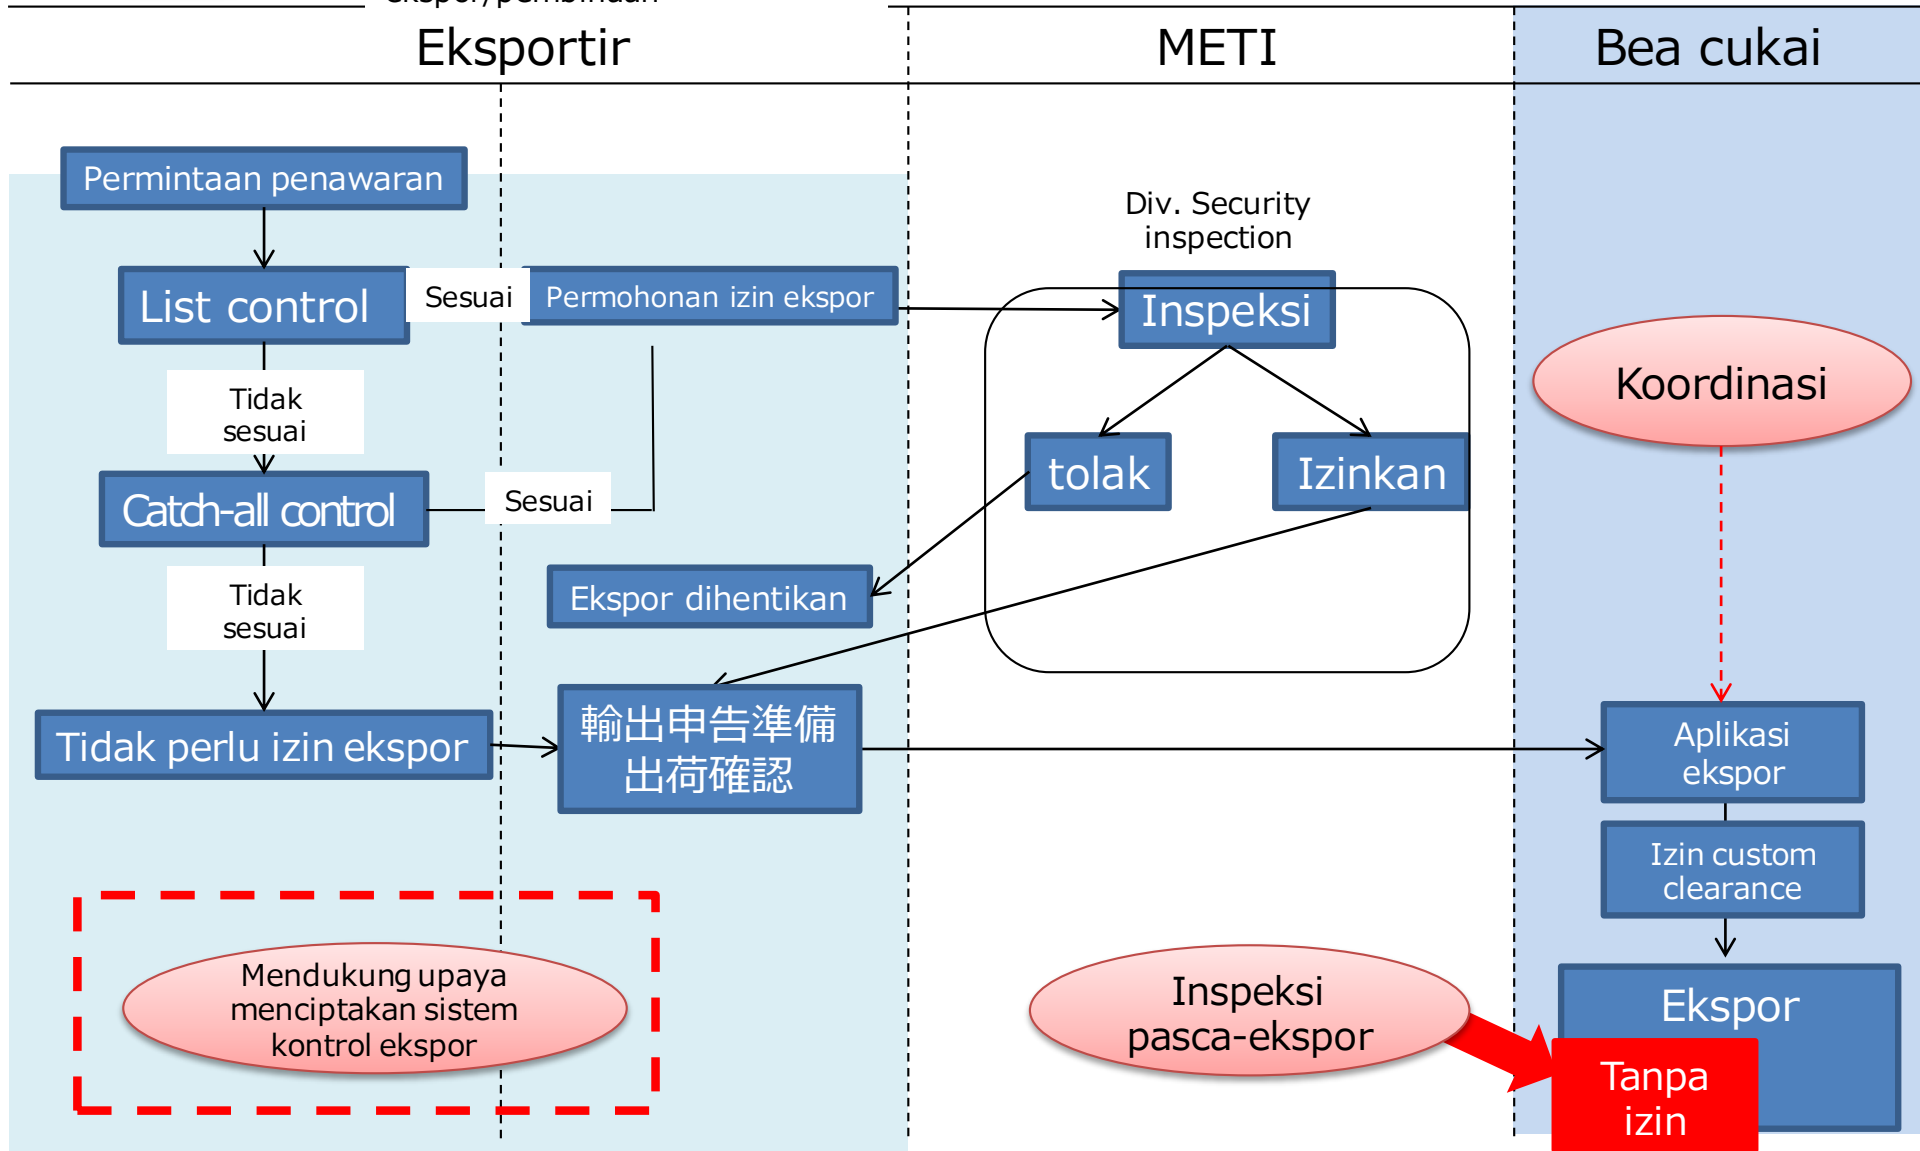 ekspor/pembinaan
Eksportir
METI
Bea cukai
Permintaan penawaran
Div. Security
inspection
List control
Sesuai
Permohonan izin ekspor
Inspeksi
Koordinasi
Tidak
sesuai
tolak
Izinkan
Catch-all control
Sesuai
Tidak
sesuai
Ekspor dihentikan
Tidak perlu izin ekspor
輸出申告準備
出荷確認
Aplikasi
ekspor
Izin custom
clearance
Mendukung upaya
menciptakan sistem
kontrol ekspor
Inspeksi
pasca-ekspor
Ekspor
Tanpa
izin